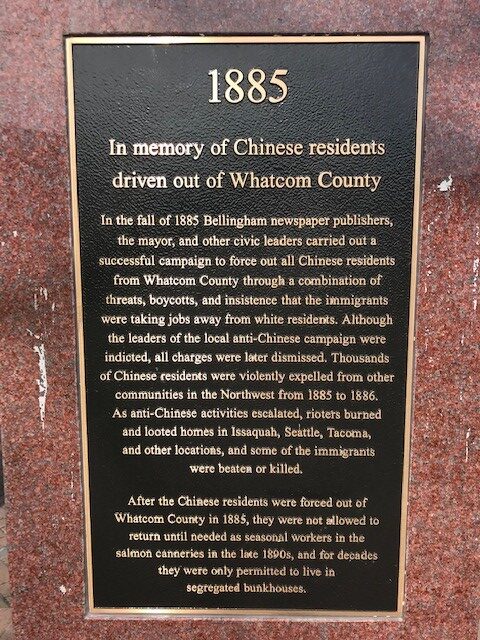 1885
In memory of Chinese residents
driven out of Whatcom County
In the fall of 1885 Bellingham newspaper publishers,
the mayor, and other civic leaders carried out a
successful campaign to force out all Chinese residents
from Whatcom County through a combination of
threats, boycotts, and insistence that the immigrants
were taking jobs away from white residents. Although
the leaders of the local anti-Chinese campaign were
indicted, all charges were later dismissed. Thousands
of Chinese residents were violently expelled from other
communities in the Northwest from 1885 to 1886.
As anti-Chinese activities escalated, rioters burned
and looted homes in Issaquah, Seattle, Tacoma,
and other locations, and some of the immigrants
were beaten or killed.
After the Chinese residents were forced out of
Whatcom County in 1885, they were not allowed to
return until needed as seasonal workers in the
salmon canneries in the late 1890s, and for decades
they were only permitted to live in
segregated bunkhouses.